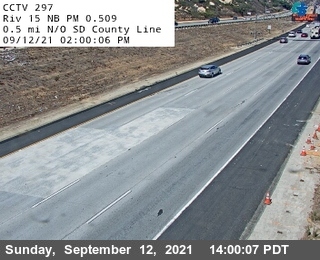 CCTV 297
Riv 15 NB PM 0.509
0.5 mi N/O SD County Line
09/12/21 02:00:06 PM
Sunday, September 12, 2021 14:00:07 PDT